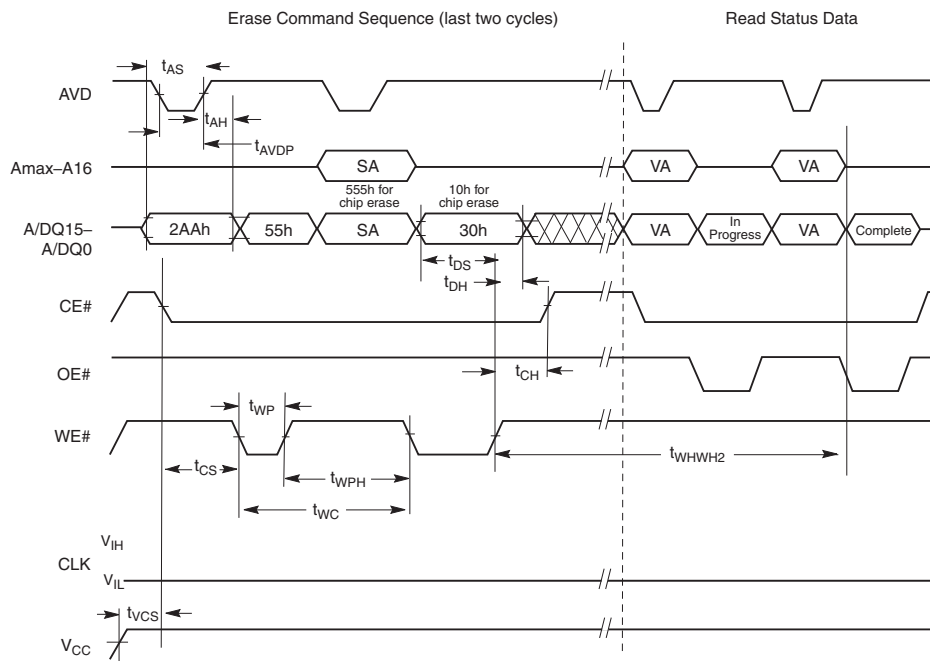 Erase Command Sequence (last two cycles)
Read Status Data
tAS
AVD
tAH
tAVDP
Amax–A16
SA
VA
VA
555h for
chip erase
10h for
chip erase
A/DQ15–
A/DQ0
2AAh
55h
SA
30h
VA
In
Progress
VA
Complete
tDS
tDH
CE#
OE#
tCH
tWP
WE#
tCS
tWPH
tWHWH2
tWC
VIH
CLK
VIL
tVCS
VCC